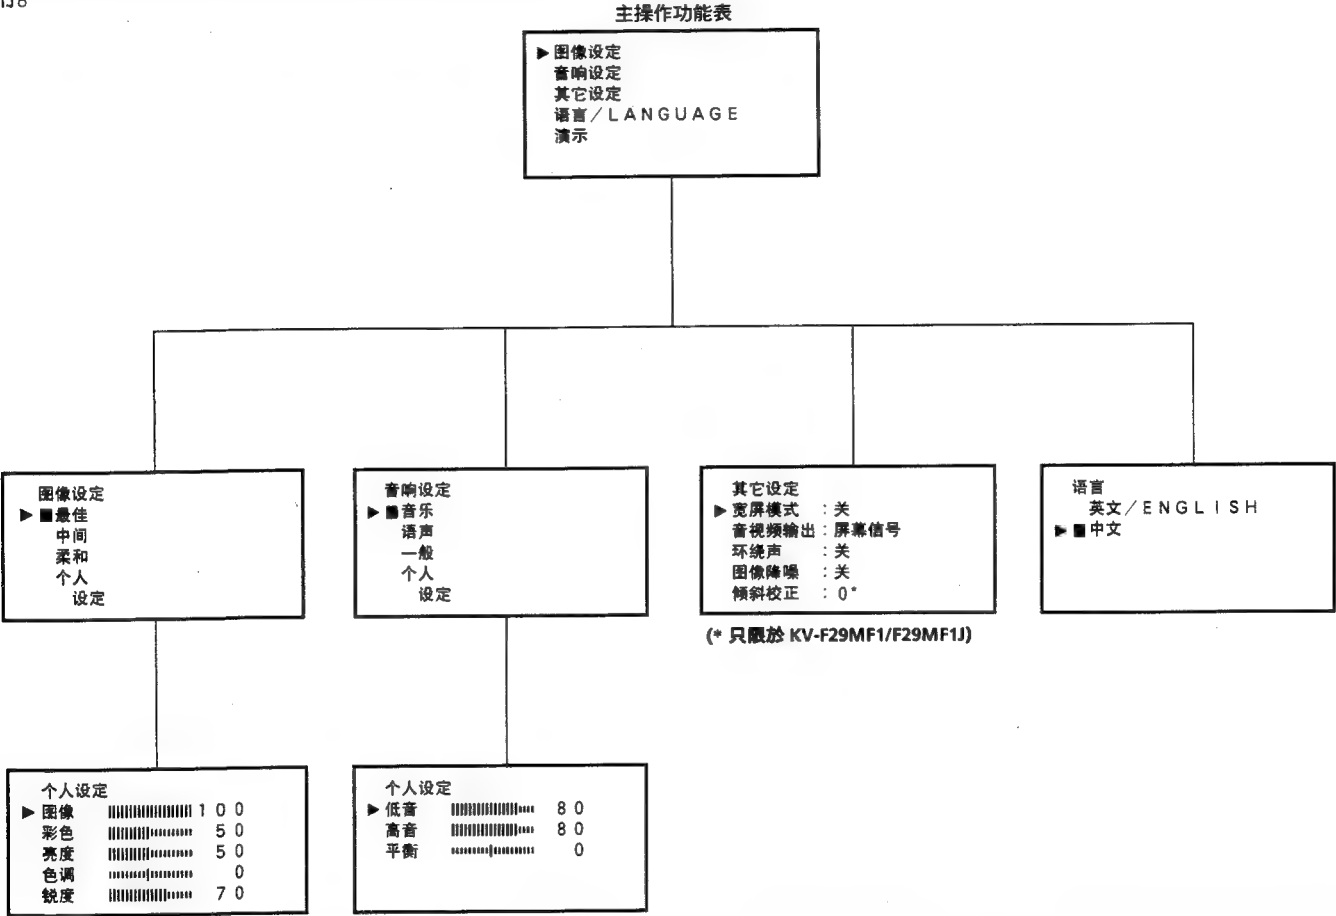 主操作功能表
▶图像设定
音响设定
其它设定
语言／LANGUAGE
演示
图像设定
▶■最佳
中间
柔和
个人
设定
音响设定
▶■音乐
语声
一般
个人
设定
其它设定
▶宽屏模式 ：关
音视频输出：屏幕信号
环绕声 ：关
图像降噪 ：关
倾斜校正 ：0*
(* 只限於 KV-F29MF1/F29MF1J)
语言
英文／ENGLISH
▶■中文
个人设定
▶图像 100
彩色 50
亮度 50
色调 0
锐度 70
个人设定
▶低音 80
高音 80
平衡 0